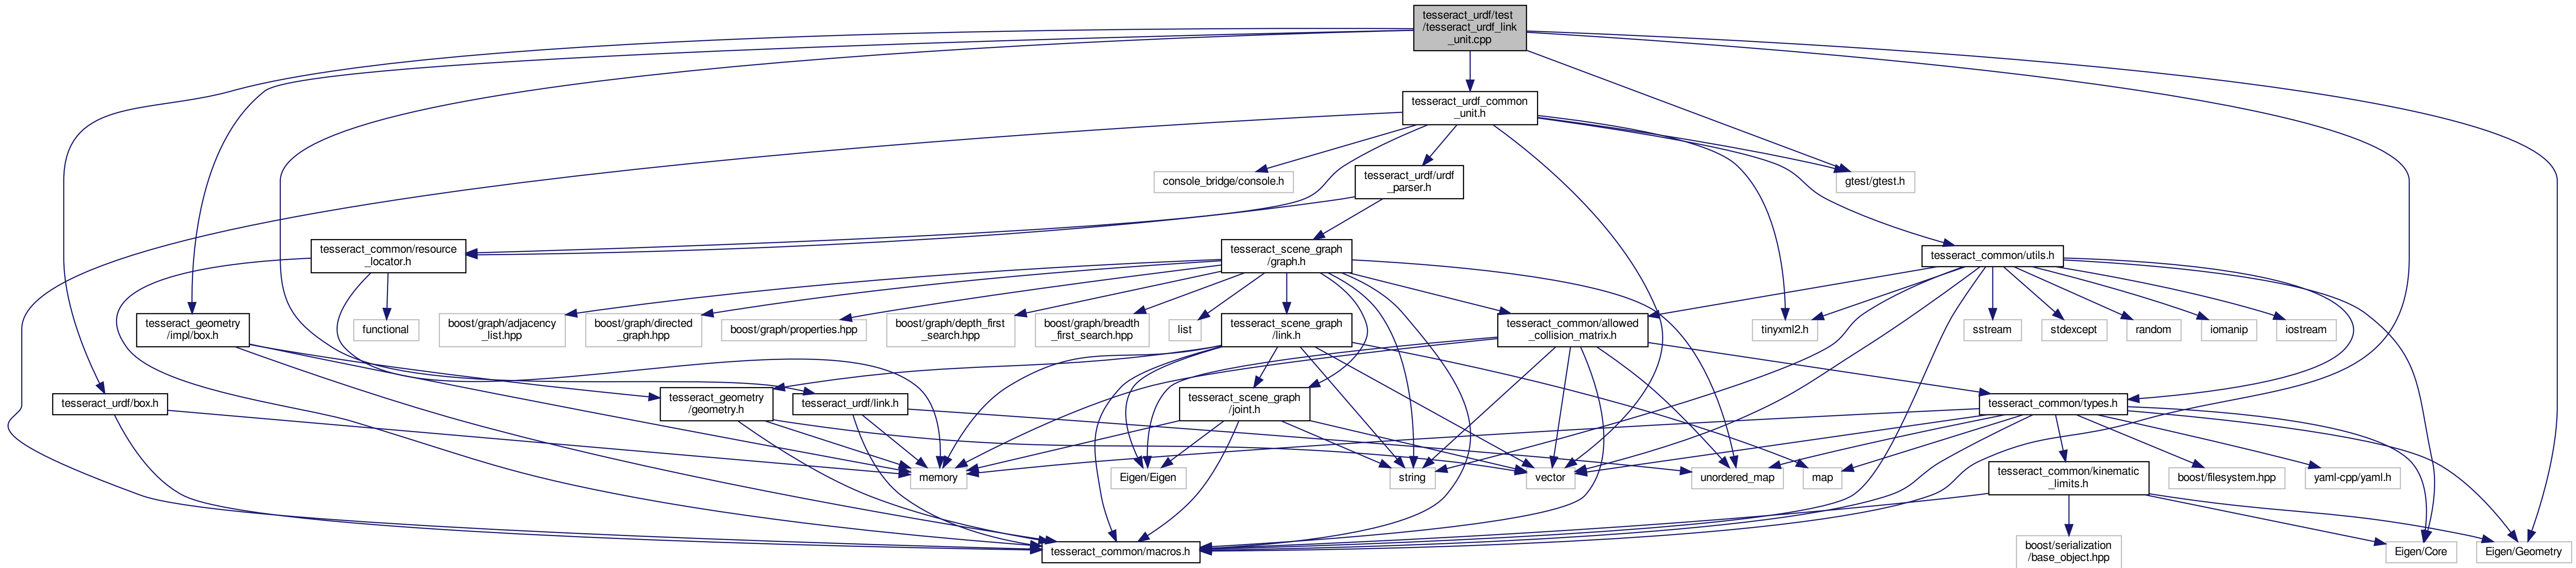 tesseract_urdf/test
/tesseract_urdf_link
_unit.cpp
tesseract_urdf_common
_unit.h
console_bridge/console.h
tesseract_urdf/urdf
_parser.h
gtest/gtest.h
tesseract_common/resource
_locator.h
tesseract_scene_graph
/graph.h
tesseract_common/utils.h
tesseract_geometry
/impl/box.h
functional
boost/graph/adjacency
_list.hpp
boost/graph/directed
_graph.hpp
boost/graph/properties.hpp
boost/graph/depth_first
_search.hpp
boost/graph/breadth
_first_search.hpp
list
tesseract_scene_graph
/link.h
tesseract_common/allowed
_collision_matrix.h
tinyxml2.h
sstream
stdexcept
random
iomanip
iostream
tesseract_urdf/box.h
tesseract_geometry
/geometry.h
tesseract_urdf/link.h
tesseract_scene_graph
/joint.h
tesseract_common/types.h
memory
Eigen/Eigen
string
vector
unordered_map
map
tesseract_common/kinematic
_limits.h
boost/filesystem.hpp
yaml-cpp/yaml.h
tesseract_common/macros.h
boost/serialization
/base_object.hpp
Eigen/Core
Eigen/Geometry